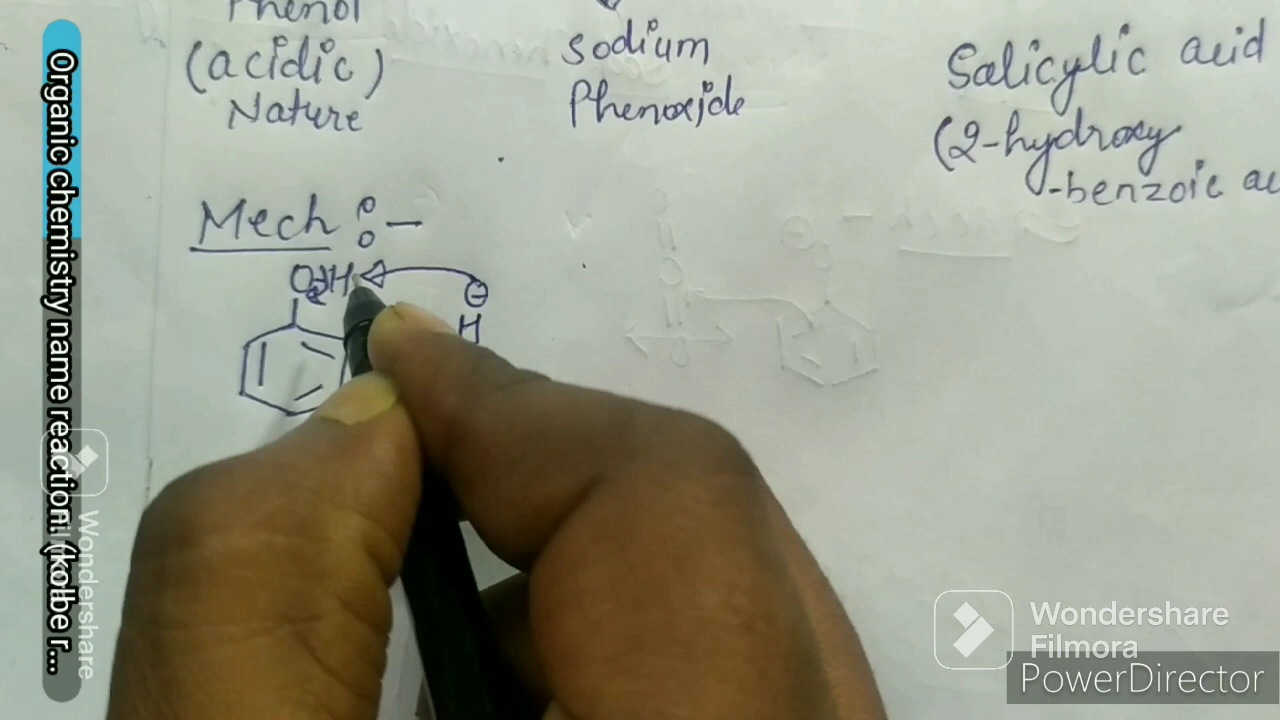 Phenol
(acidic)
Nature
Sodium
Phenoxide
Salicylic acid
(2-hydroxy
-benzoic
Mech :-
OH
⊖
H
Organic chemistry name reaction! (kolbe r...
Wondershare
Wondershare
Filmora
PowerDirector